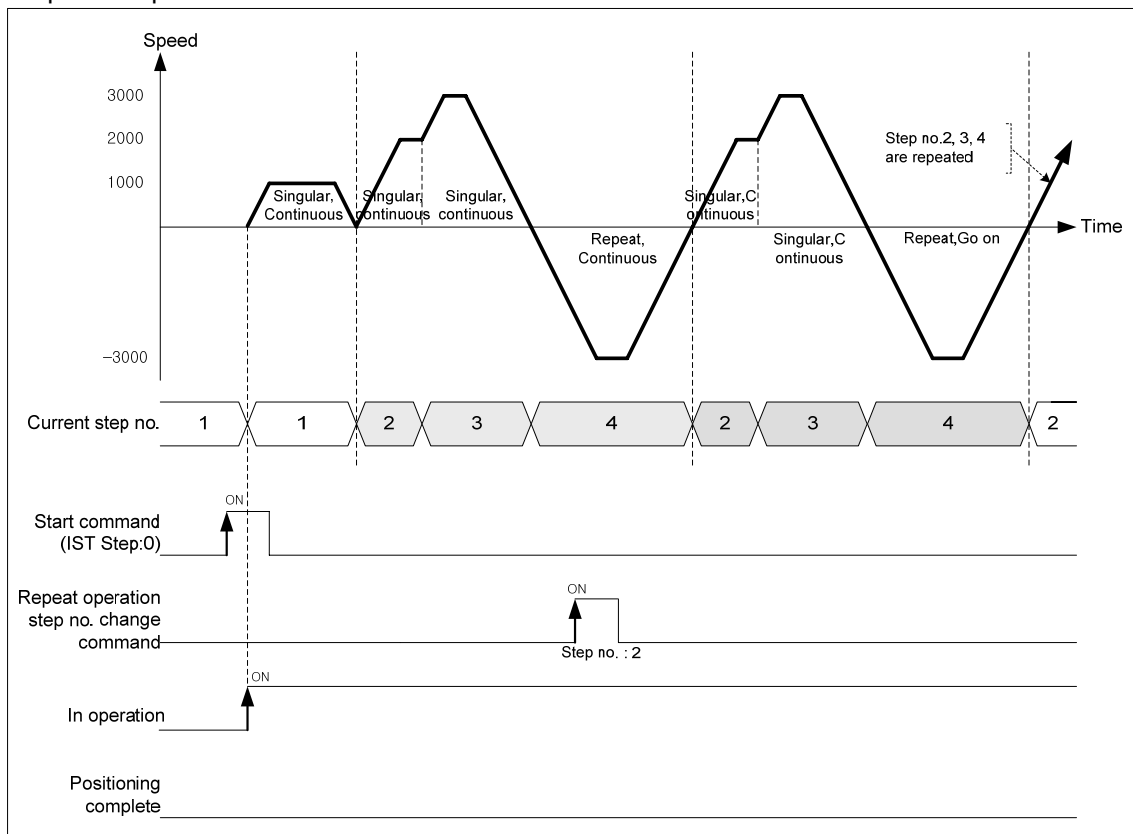 Speed
3000
2000
1000
-3000
Singular,
Continuous
Singular,
continuous
Singular,
continuous
Repeat,
Continuous
Singular,C
ontinuous
Singular,C
ontinuous
Repeat,Go on
Step no.2, 3, 4
are repeated
Time
Current step no.
1
1
2
3
4
2
3
4
2
Start command
(IST Step:0)
ON
Repeat operation
step no. change
command
ON
Step no. : 2
In operation
ON
Positioning
complete